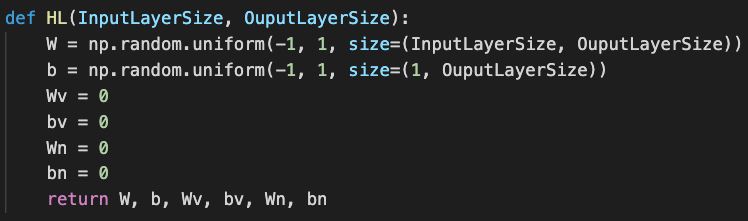 def HL(InputLayerSize, OuputLayerSize):
    W = np.random.uniform(-1, 1, size=(InputLayerSize, OuputLayerSize))
    b = np.random.uniform(-1, 1, size=(1, OuputLayerSize))
    Wv = 0
    bv = 0
    Wn = 0
    bn = 0
    return W, b, Wv, bv, Wn, bn